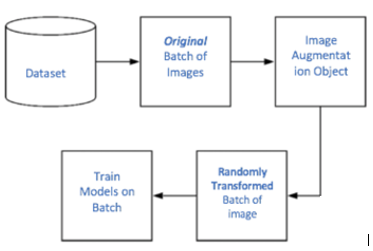 Dataset
Original
Batch of
Images
Image
Augmentat
ion Object
Train
Models on
Batch
Randomly
Transformed
Batch of
image